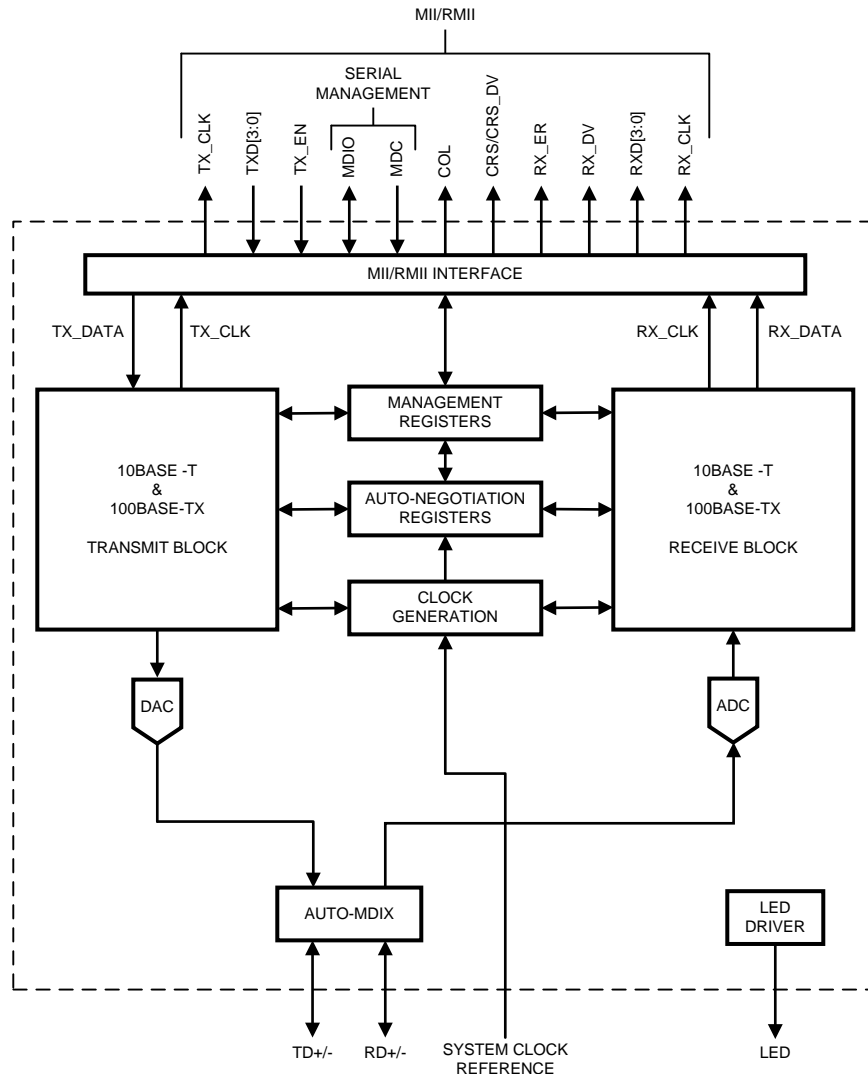 MII/RMII
SERIAL
MANAGEMENT
TX_CLK
TXD[3:0]
TX_EN
MDIO
MDC
COL
CRS/CRS_DV
RX_ER
RX_DV
RXD[3:0]
RX_CLK
MII/RMII INTERFACE
TX_DATA
TX_CLK
RX_CLK
RX_DATA
10BASE -T
&
100BASE-TX
TRANSMIT BLOCK
MANAGEMENT
REGISTERS
AUTO-NEGOTIATION
REGISTERS
CLOCK
GENERATION
10BASE -T
&
100BASE-TX
RECEIVE BLOCK
DAC
ADC
AUTO-MDIX
LED
DRIVER
TD+/-
RD+/-
SYSTEM CLOCK
REFERENCE
LED